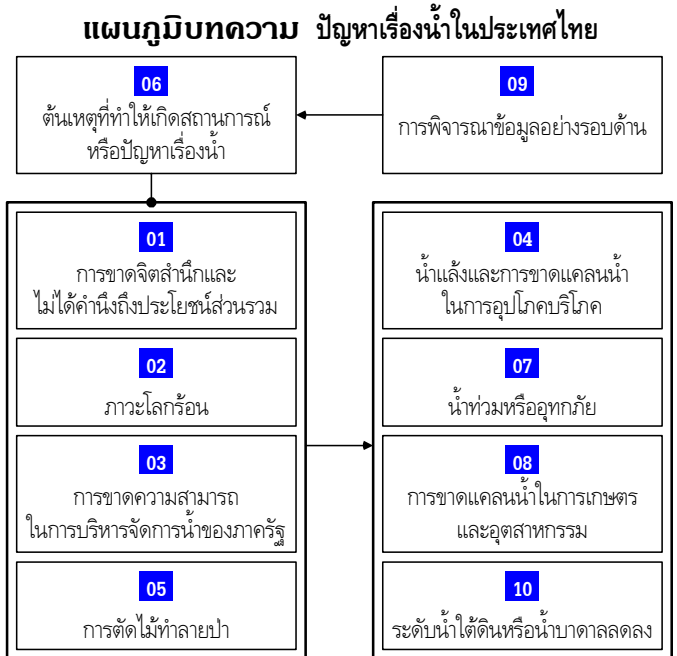 แผนภูมิบทความ ปัญหาเรื่องน้ำในประเทศไทย
06
ต้นเหตุที่ทำให้เกิดสถานการณ์
หรือปัญหาเรื่องน้ำ
09
การพิจารณาข้อมูลอย่างรอบด้าน
01
การขาดจิตสำนึกและ
ไม่ได้คำนึงถึงประโยชน์ส่วนรวม
02
ภาวะโลกร้อน
03
การขาดความสามารถ
ในการบริหารจัดการน้ำของภาครัฐ
05
การตัดไม้ทำลายป่า
04
น้ำแล้งและการขาดแคลนน้ำ
ในการอุปโภคบริโภค
07
น้ำท่วมหรืออุทกภัย
08
การขาดแคลนน้ำในการเกษตร
และอุตสาหกรรม
10
ระดับน้ำใต้ดินหรือน้ำบาดาลลดลง